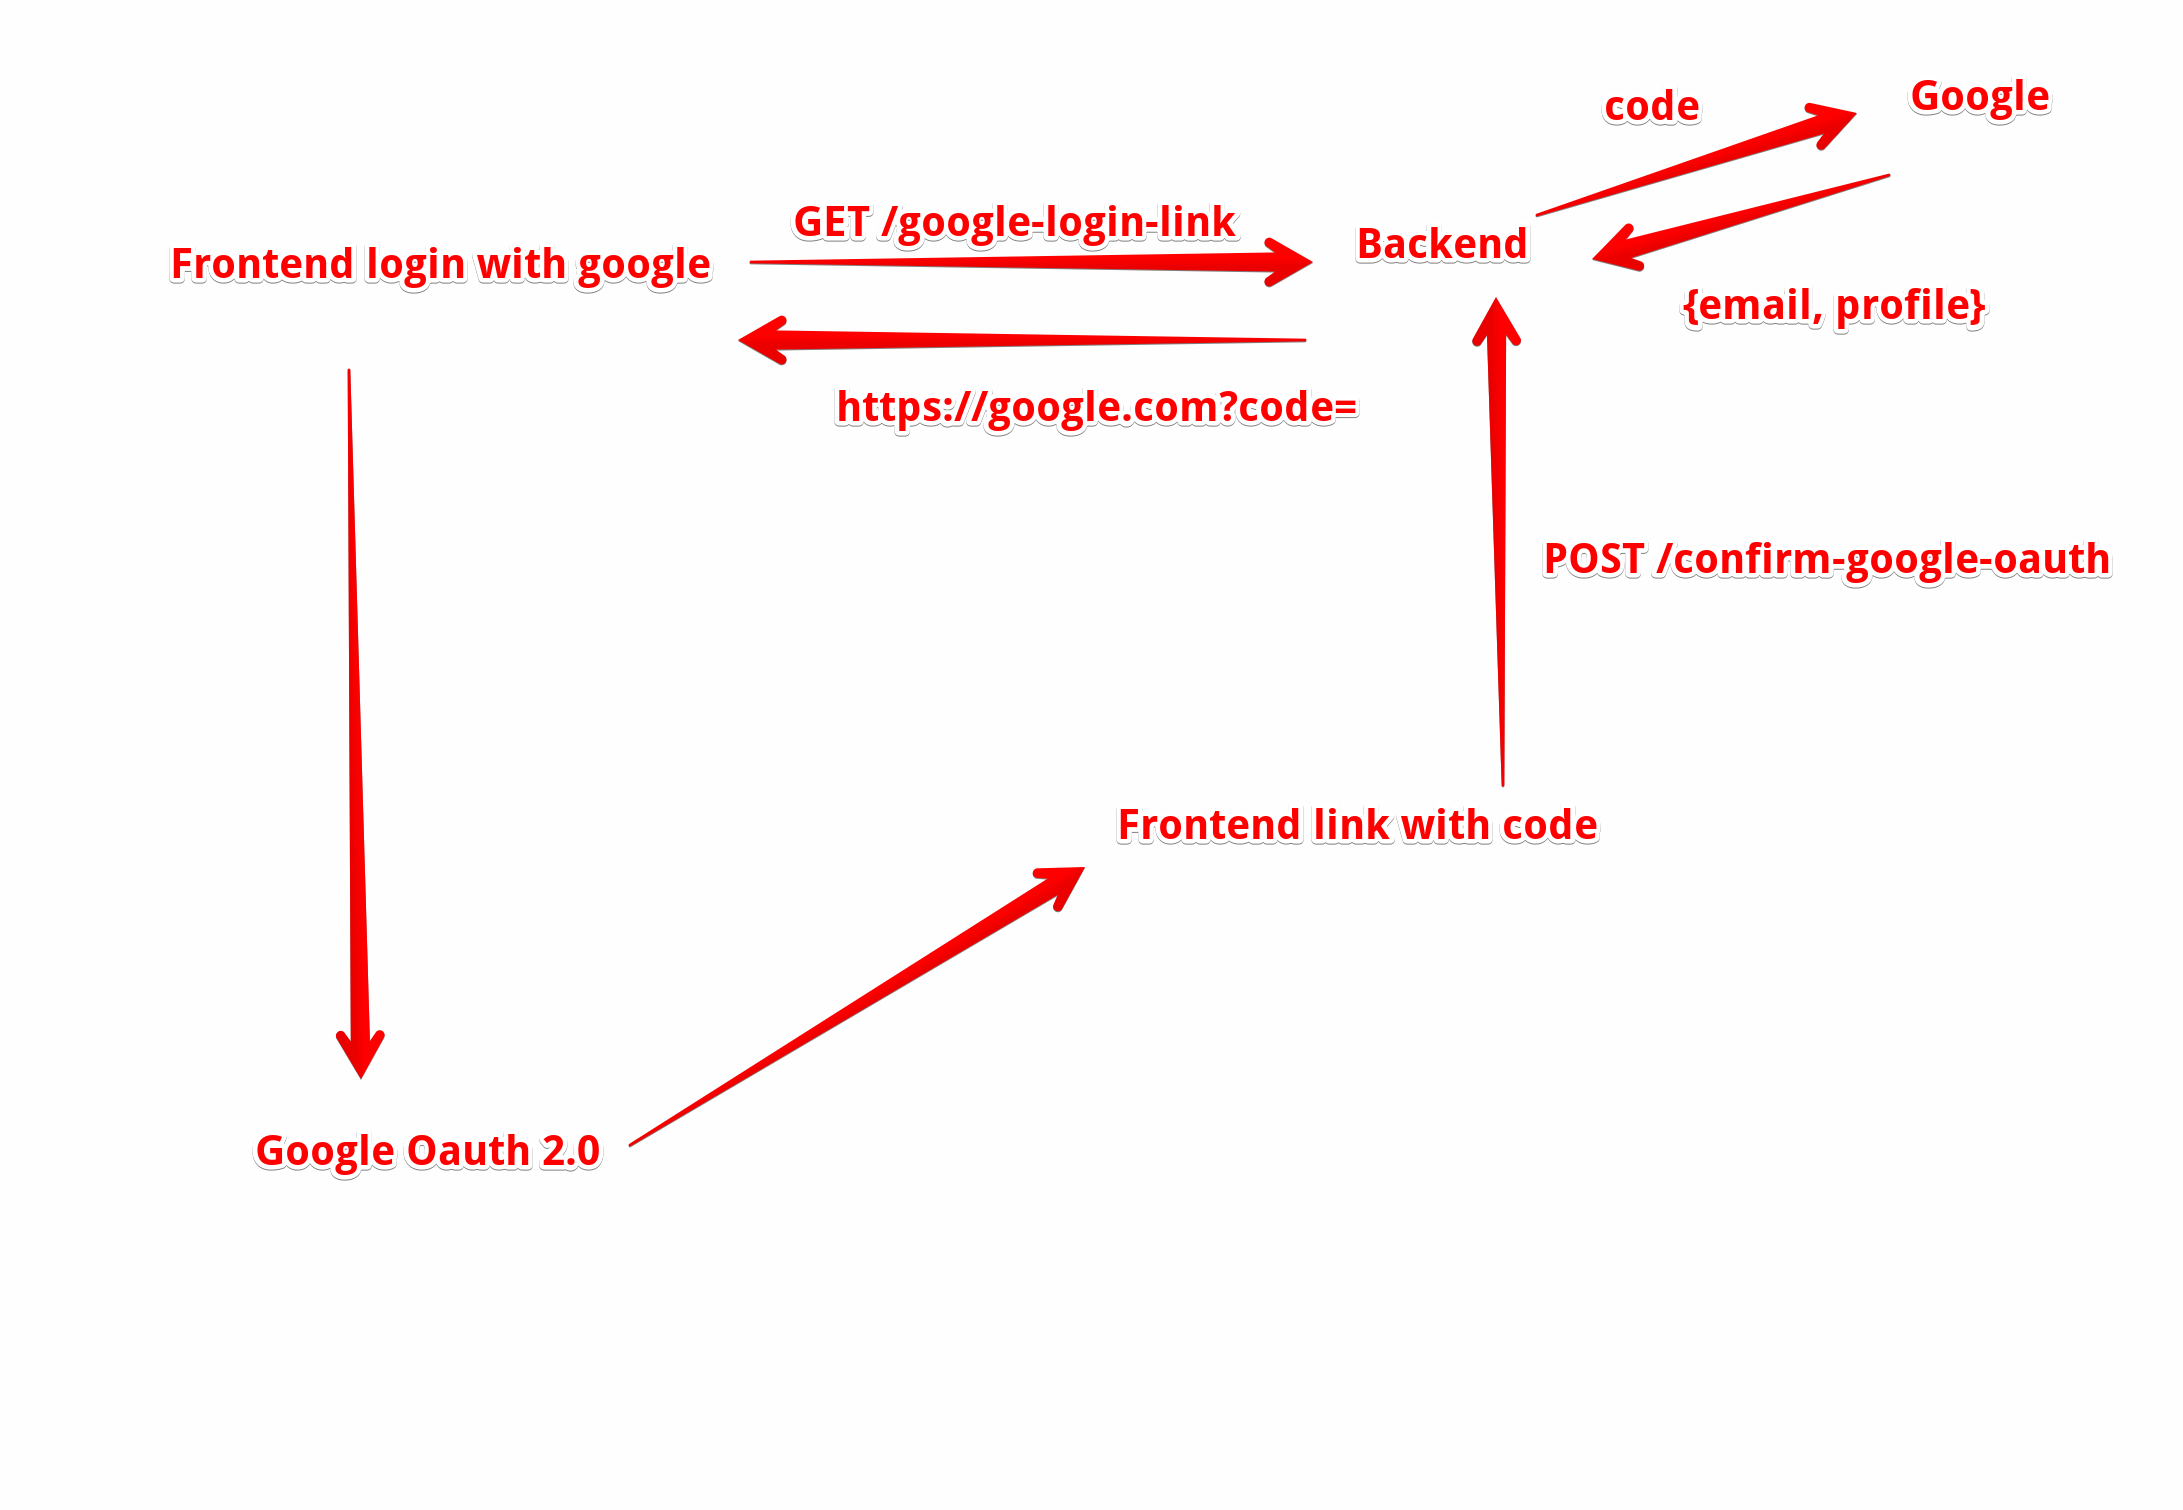 code
Google
GET /google-login-link
Frontend login with google
Backend
{email, profile}
https://google.com?code=
POST /confirm-google-oauth
Frontend link with code
Google Oauth 2.0